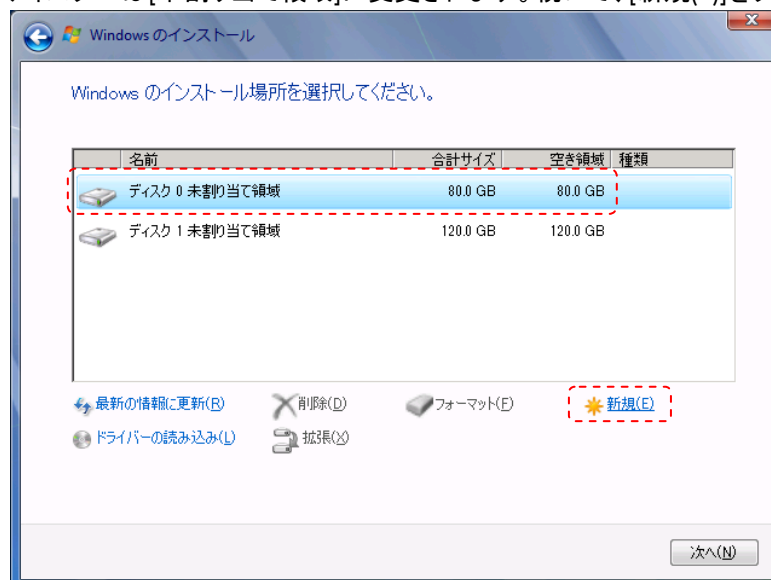 Windows のインストール
Windows のインストール場所を選択してください。
名前 合計サイズ 空き領域 種類
ディスク 0 未割り当て領域 80.0 GB 80.0 GB
ディスク 1 未割り当て領域 120.0 GB 120.0 GB
最新の情報に更新(R) 削除(D) フォーマット(F) 新規(E)
ドライバーの読み込み(L) 拡張(X)
次へ(N)